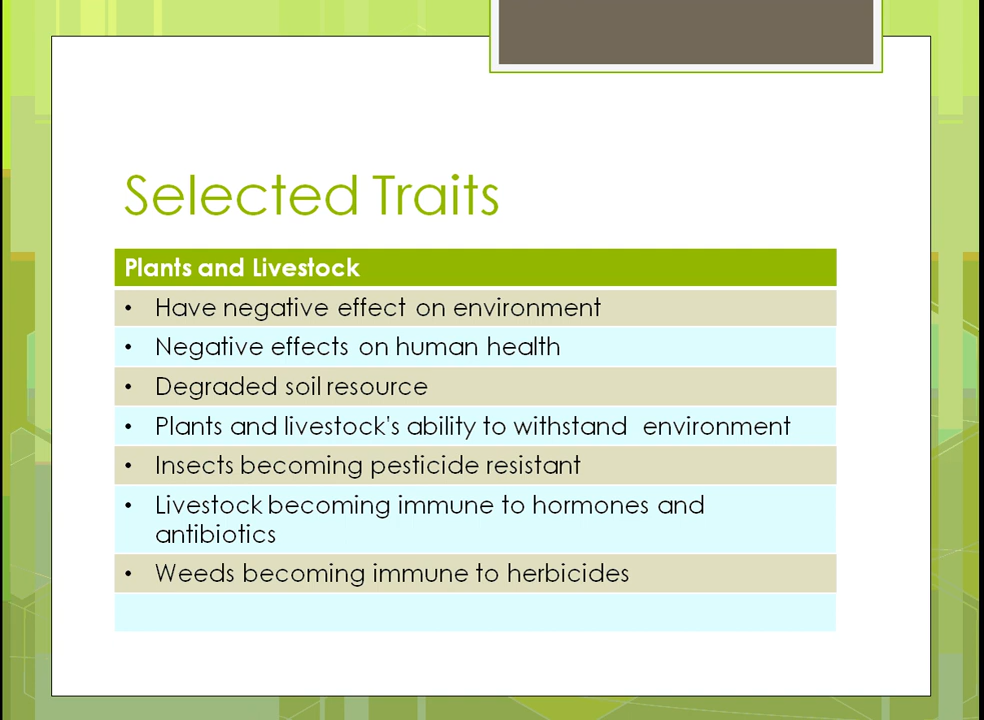 Selected Traits
Plants and Livestock
• Have negative effect on environment
• Negative effects on human health
• Degraded soil resource
• Plants and livestock's ability to withstand environment
• Insects becoming pesticide resistant
• Livestock becoming immune to hormones and
antibiotics
• Weeds becoming immune to herbicides